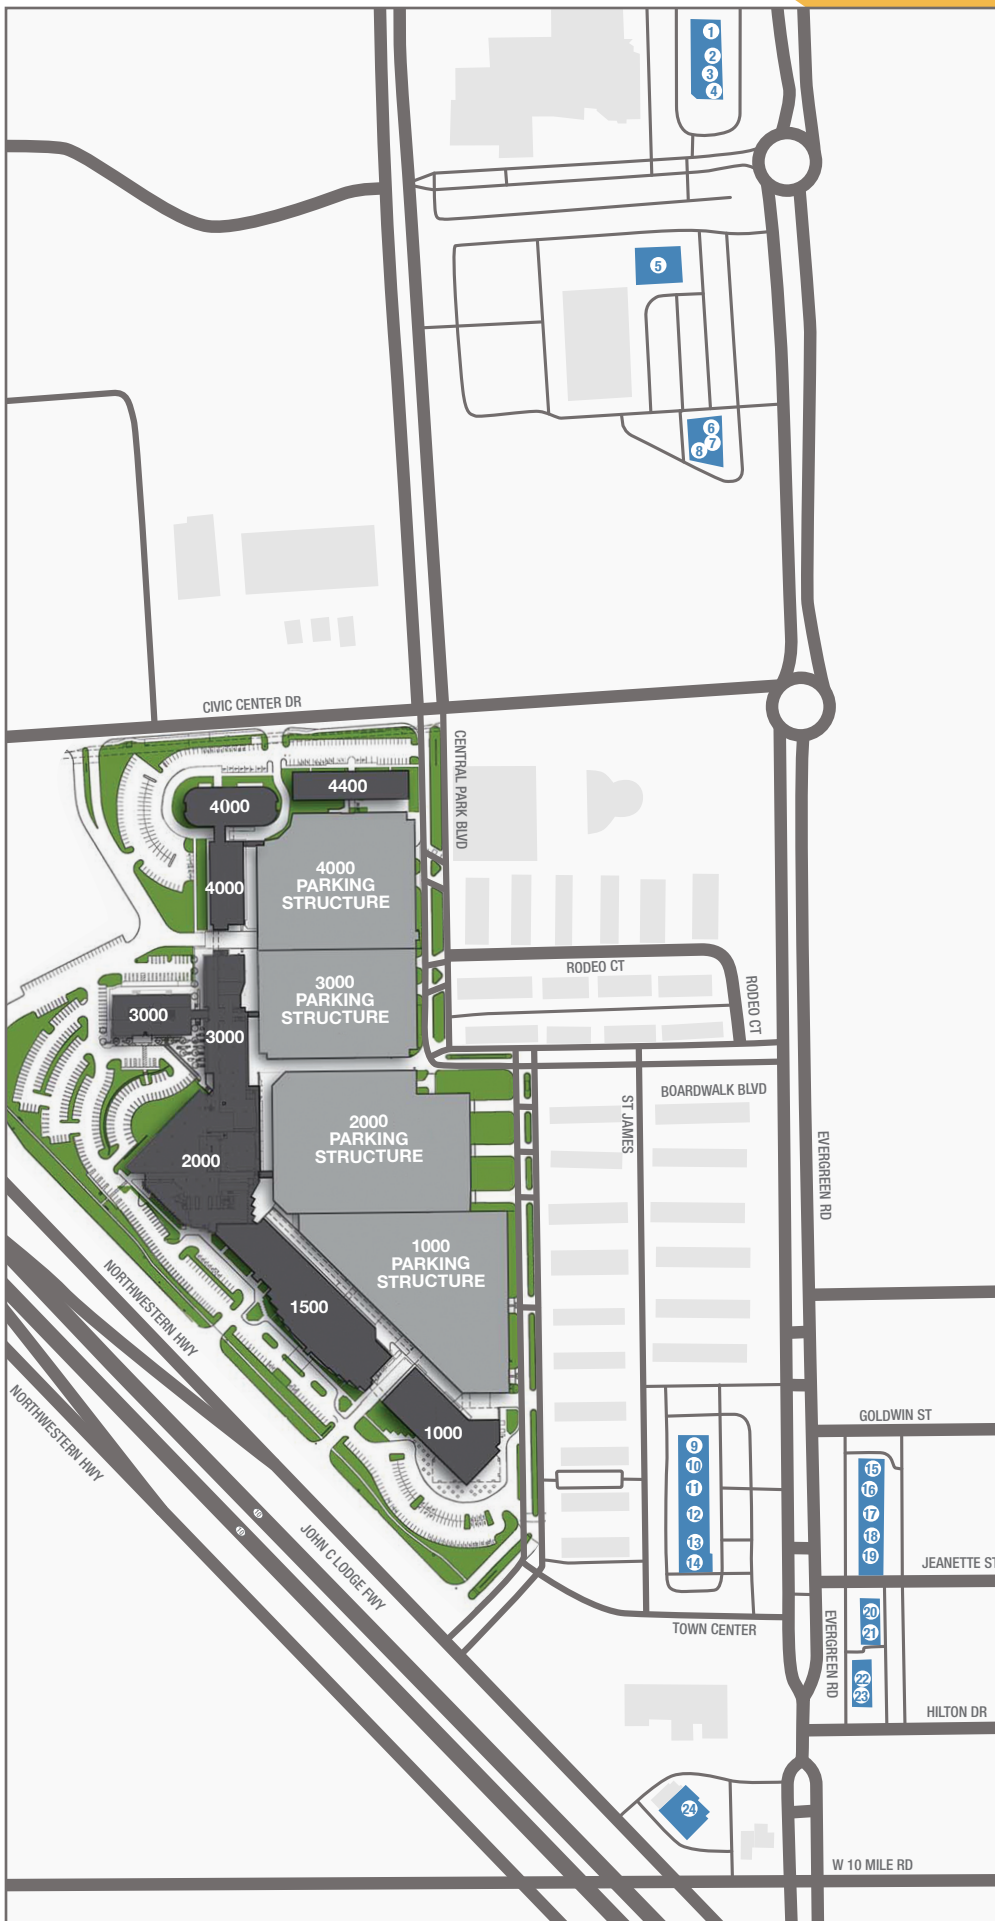 1
2
3
4
5
6
7
8
CIVIC CENTER DR
CENTRAL PARK BLVD
4400
4000
4000
PARKING
STRUCTURE
4000
RODEO CT
RODEO CT
3000
PARKING
STRUCTURE
3000
3000
BOARDWALK BLVD
ST JAMES
2000
PARKING
STRUCTURE
2000
EVERGREEN RD
1000
PARKING
STRUCTURE
NORTHWESTERN HWY
1500
NORTHWESTERN HWY
GOLDWIN ST
1000
9
10
11
12
13
14
15
16
17
18
19
JOHN C LODGE FWY
JEANETTE ST
20
21
TOWN CENTER
EVERGREEN RD
22
23
HILTON DR
24
W 10 MILE RD